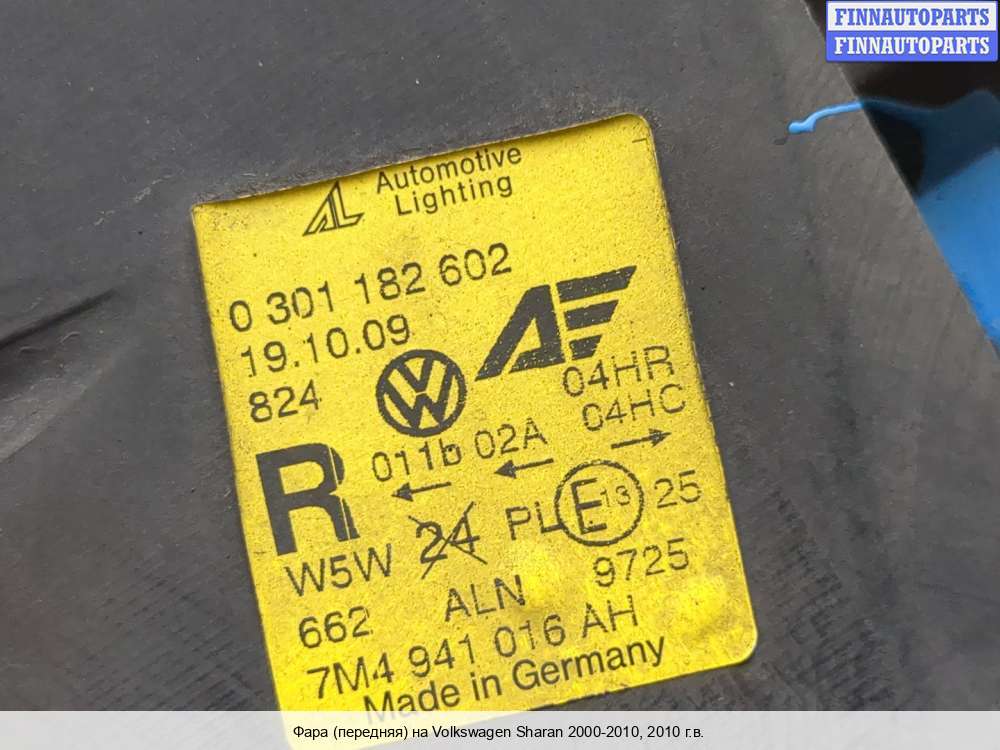 FINNAUTOPARTS
FINNAUTOPARTS
AL Automotive
Lighting
0 301 182 602
19.10.09
824
04HR
04HC
R
011b 02A
W5W 24 PL E13 25
662 ALN 9725
7M4 941 016 AH
Made in Germany
Фара (передняя) на Volkswagen Sharan 2000-2010, 2010 г.в.